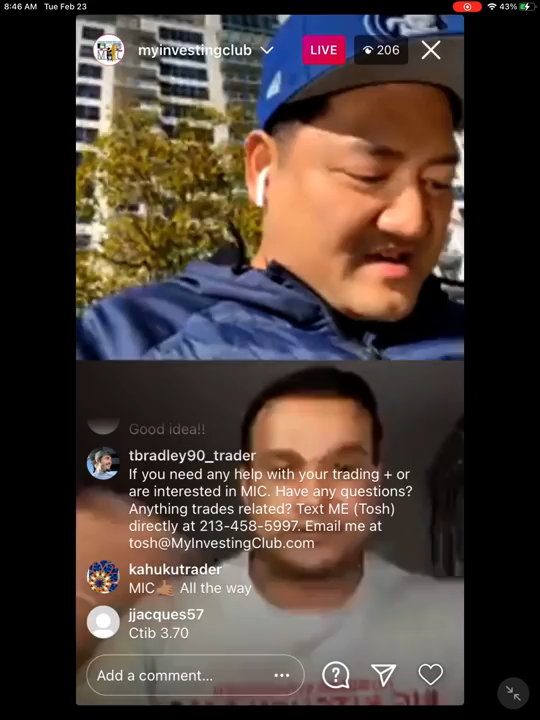 8:46 AM Tue Feb 23
43%
myinvestingclub
LIVE
206
Good idea!!
tbradley90_trader
If you need any help with your trading + or
are interested in MIC. Have any questions?
Anything trades related? Text ME (Tosh)
directly at 213-458-5997. Email me at
tosh@MyInvestingClub.com
kahukutrader
MIC🤙🏽 All the way
jjacques57
Ctib 3.70
Add a comment...